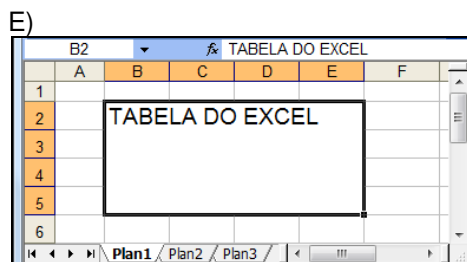 E)
B2 fx TABELA DO EXCEL
A B C D E F
1
2 TABELA DO EXCEL
3
4
5
6
Plan1 / Plan2 / Plan3 /